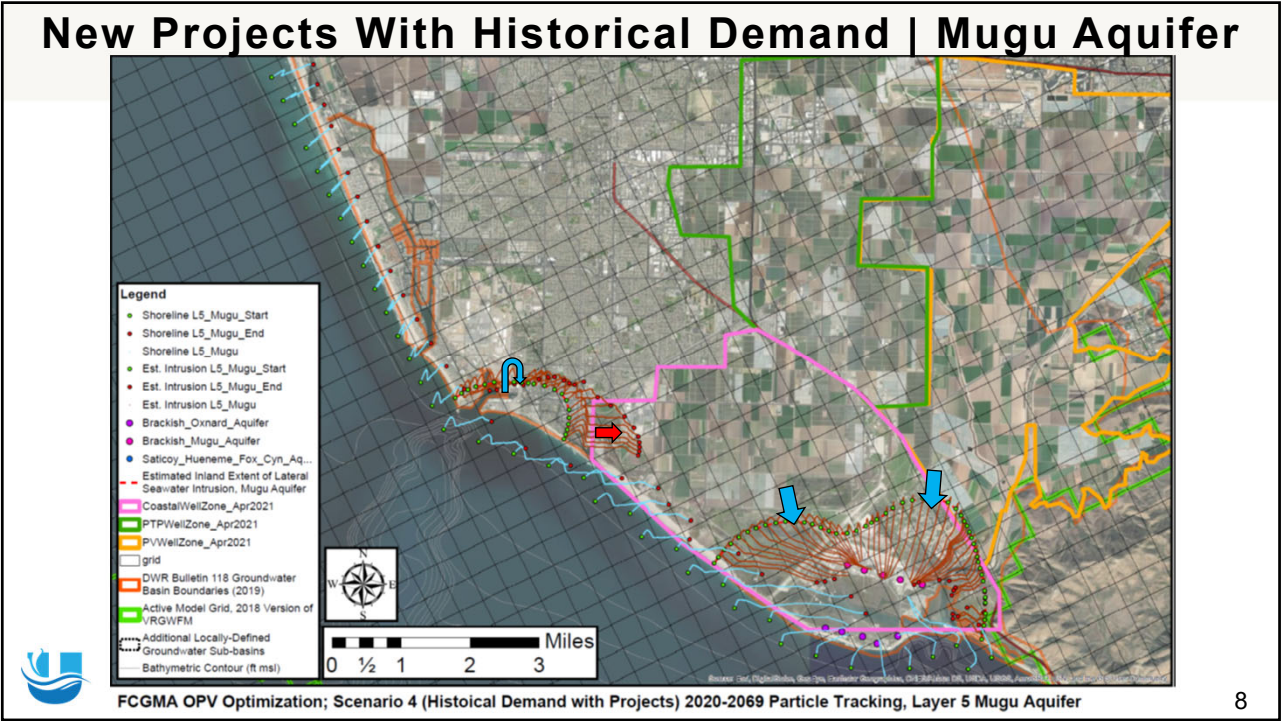 New Projects With Historical Demand | Mugu Aquifer
Legend
Shoreline L5_Mugu_Start
Shoreline L5_Mugu_End
Shoreline L5_Mugu
Est. Intrusion L5_Mugu_Start
Est. Intrusion L5_Mugu_End
Est. Intrusion L5_Mugu
Brackish_Oxnard_Aquifer
Brackish_Mugu_Aquifer
Saticoy_Hueneme_Fox_Cyn_Aq...
Estimated Inland Extent of Lateral
Seawater Intrusion, Mugu Aquifer
CoastalWellZone_Apr2021
PTPWellZone_Apr2021
PVWellZone_Apr2021
grid
DWR Bulletin 118 Groundwater
Basin Boundaries (2019)
Active Model Grid, 2018 Version of
VRGWFM
Additional Locally-Defined
Groundwater Sub-basins
Bathymetric Contour (ft msl)
N
W E
S
Miles
0 ½ 1 2 3
FCGMA OPV Optimization; Scenario 4 (Histoical Demand with Projects) 2020-2069 Particle Tracking, Layer 5 Mugu Aquifer
8